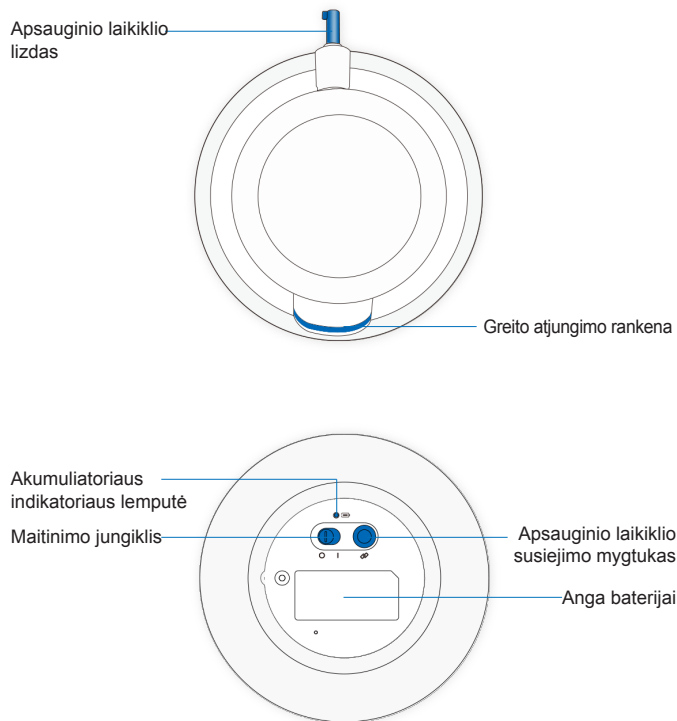 Apsauginio laikiklio
lizdas
Greito atjungimo rankena
Akumuliatoriaus
indikatoriaus lemputė
Maitinimo jungiklis
Apsauginio laikiklio
susiejimo mygtukas
Anga baterijai